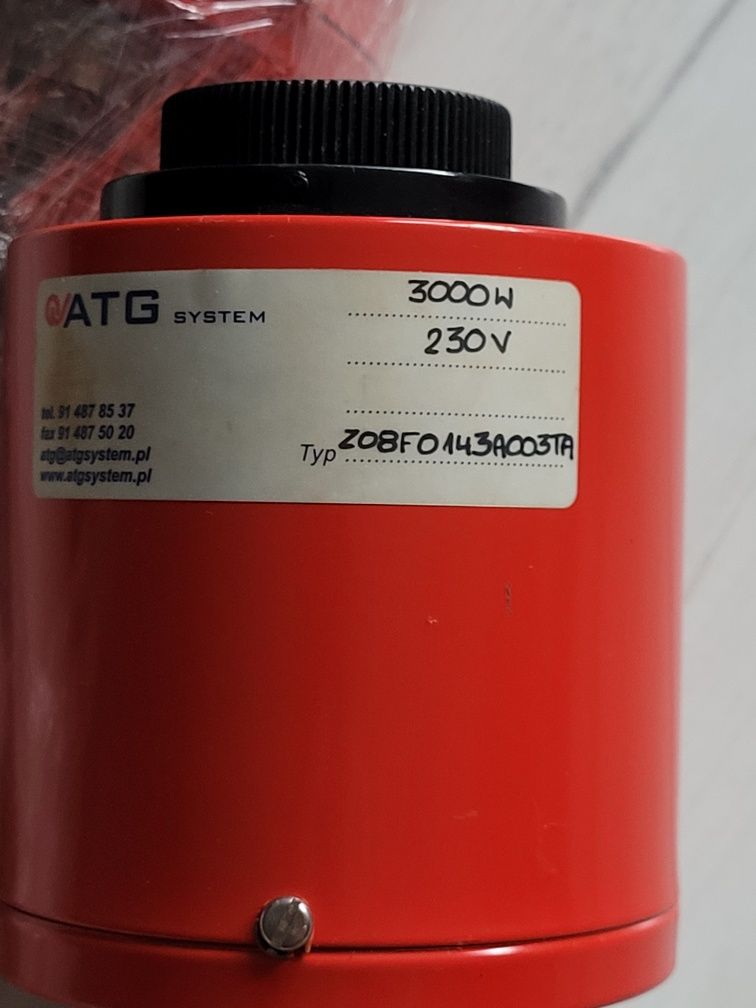 ATG SYSTEM
3000W
230V
tel. 91 487 85 37
fax 91 487 50 20
atg@atgsystem.pl
www.atgsystem.pl
Typ Z08F0143A003TA